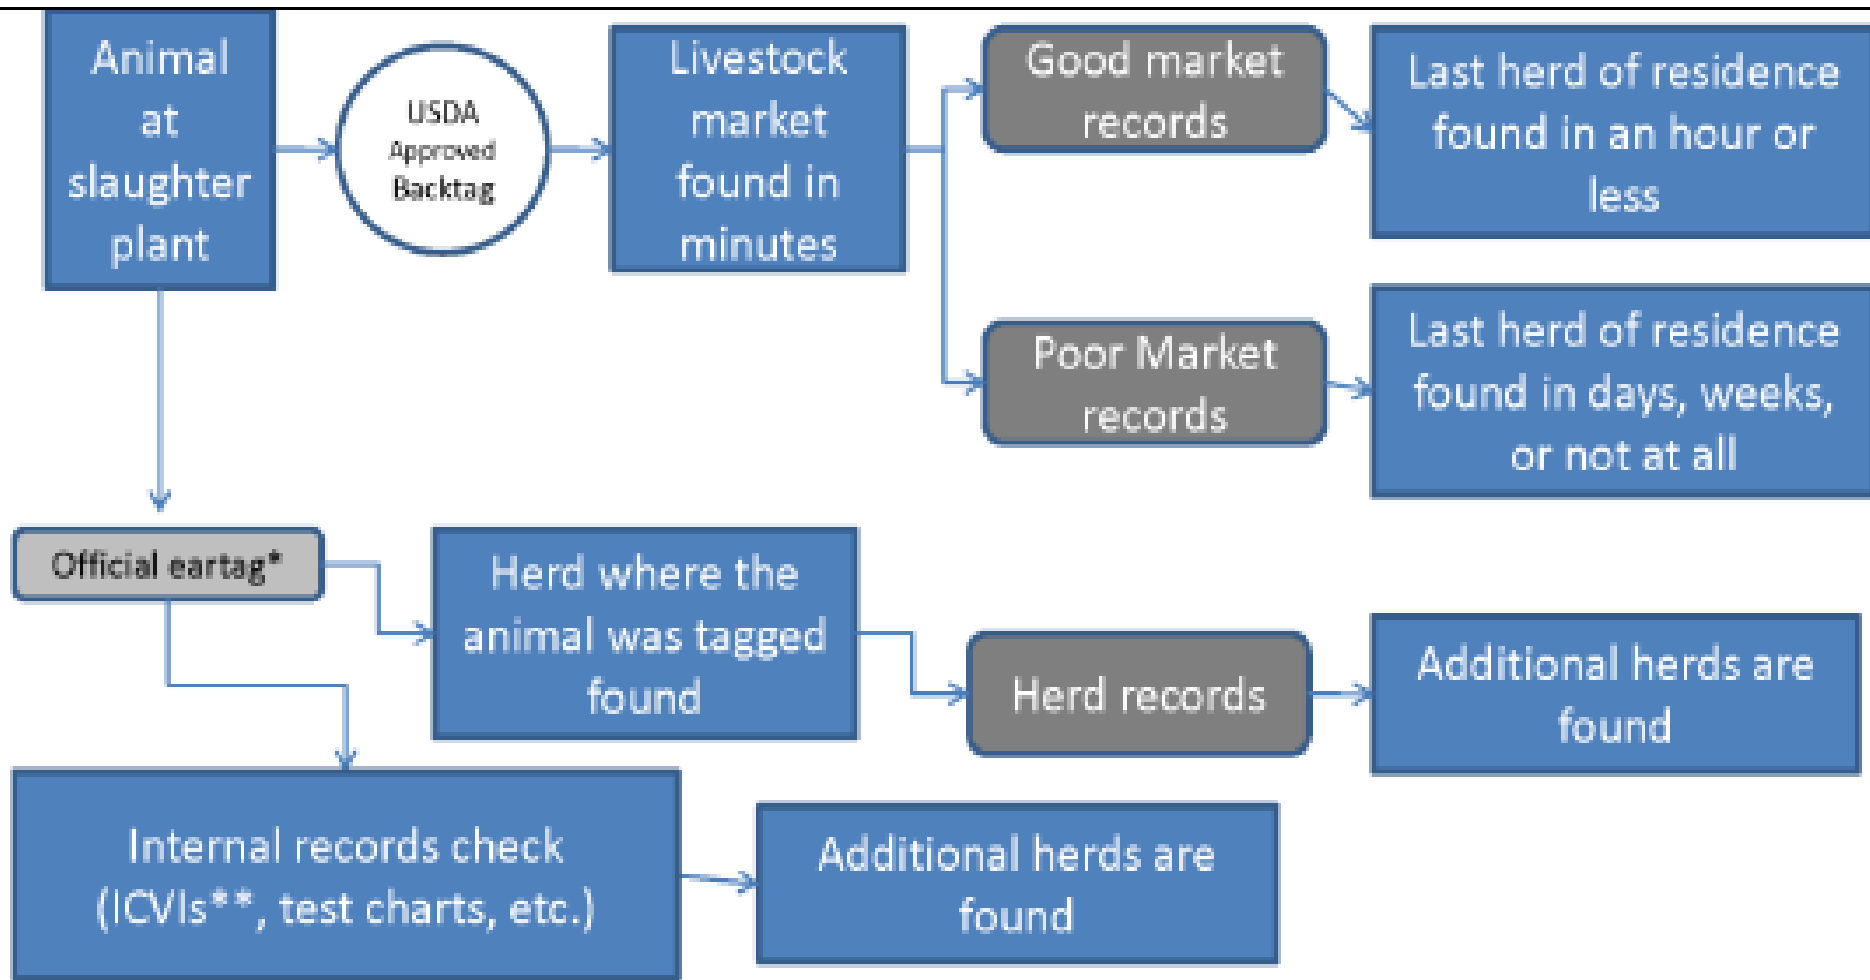 Animal
at
slaughter
plant
USDA
Approved
Backtag
Livestock
market
found in
minutes
Good market
records
Last herd of residence
found in an hour or
less
Poor Market
records
Last herd of residence
found in days, weeks,
or not at all
Official eartag*
Herd where the
animal was tagged
found
Herd records
Additional herds are
found
Internal records check
(ICVIs**, test charts, etc.)
Additional herds are
found